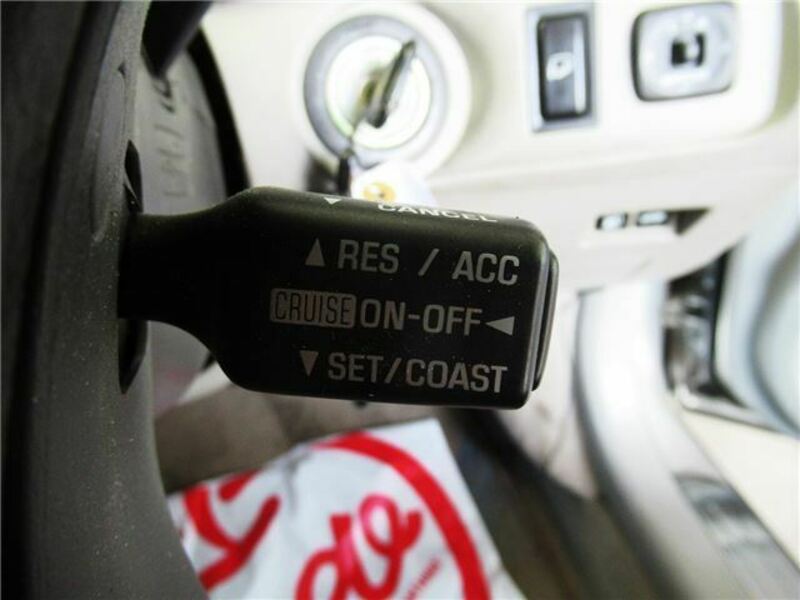 CANCEL
RES / ACC
CRUISE ON-OFF
SET/COAST